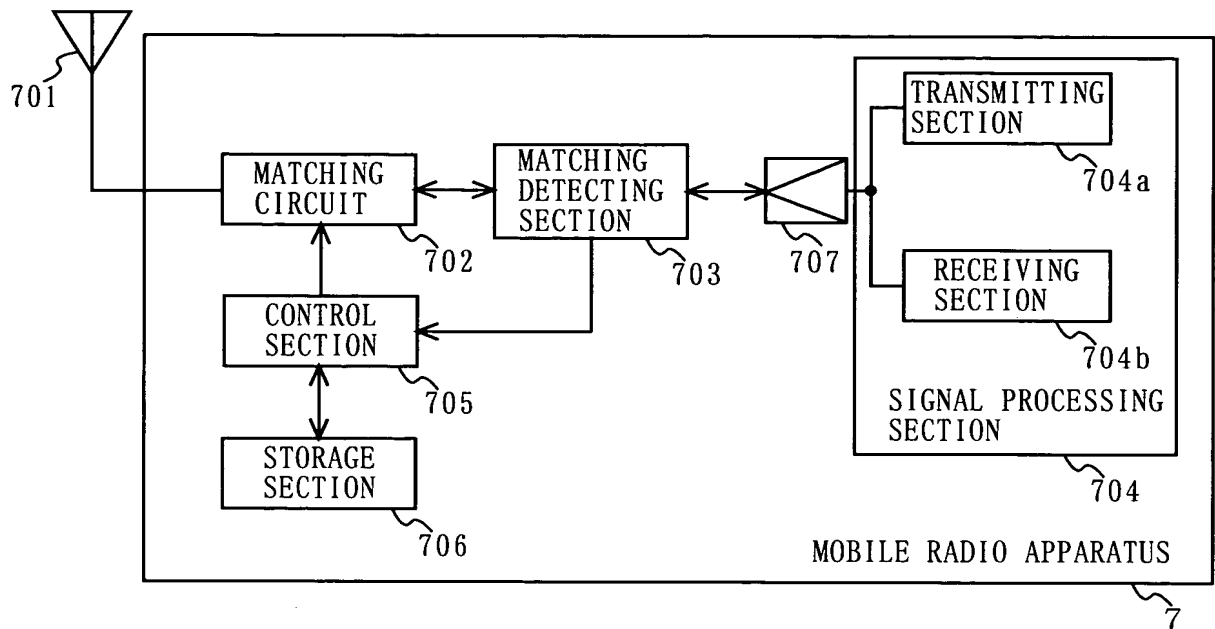 701
TRANSMITTING
SECTION
704a
MATCHING
CIRCUIT
702
MATCHING
DETECTING
SECTION
703
707
RECEIVING
SECTION
704b
CONTROL
SECTION
705
SIGNAL PROCESSING
SECTION
704
STORAGE
SECTION
706
MOBILE RADIO APPARATUS
7